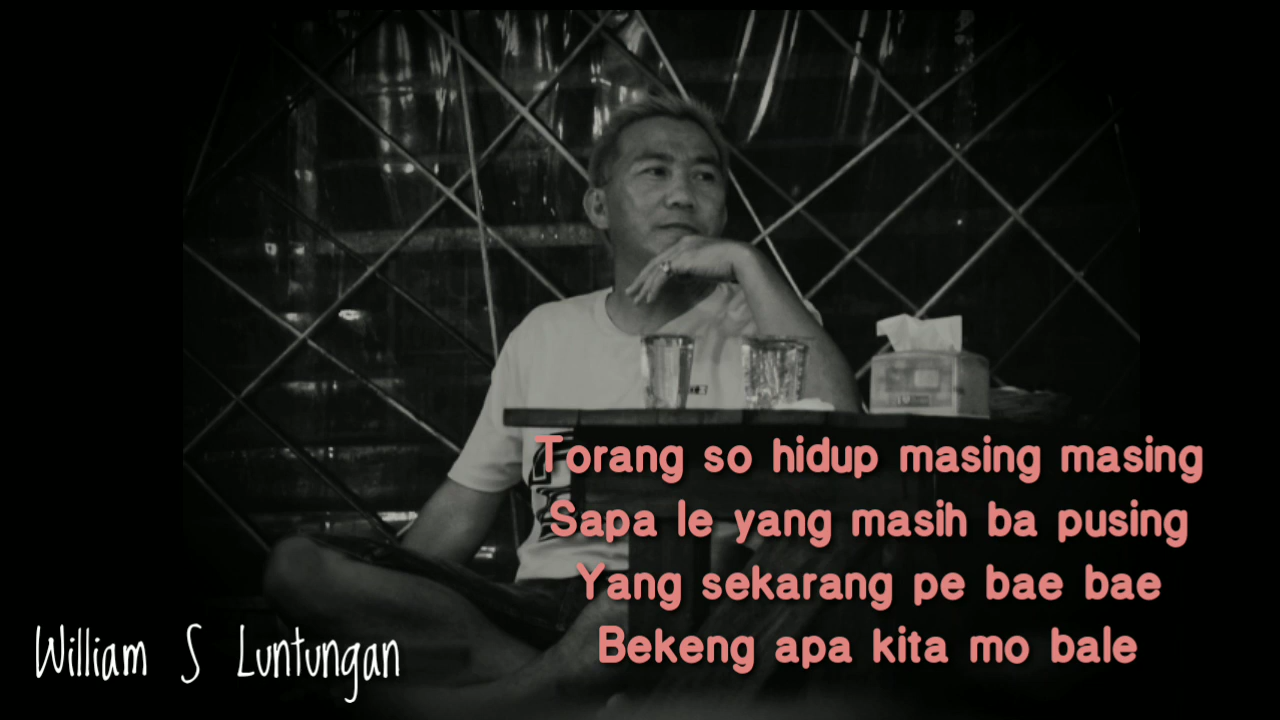 Torang so hidup masing masing
Sapa le yang masih ba pusing
Yang sekarang pe bae bae
Bekeng apa kita mo bale
William S Luntungan